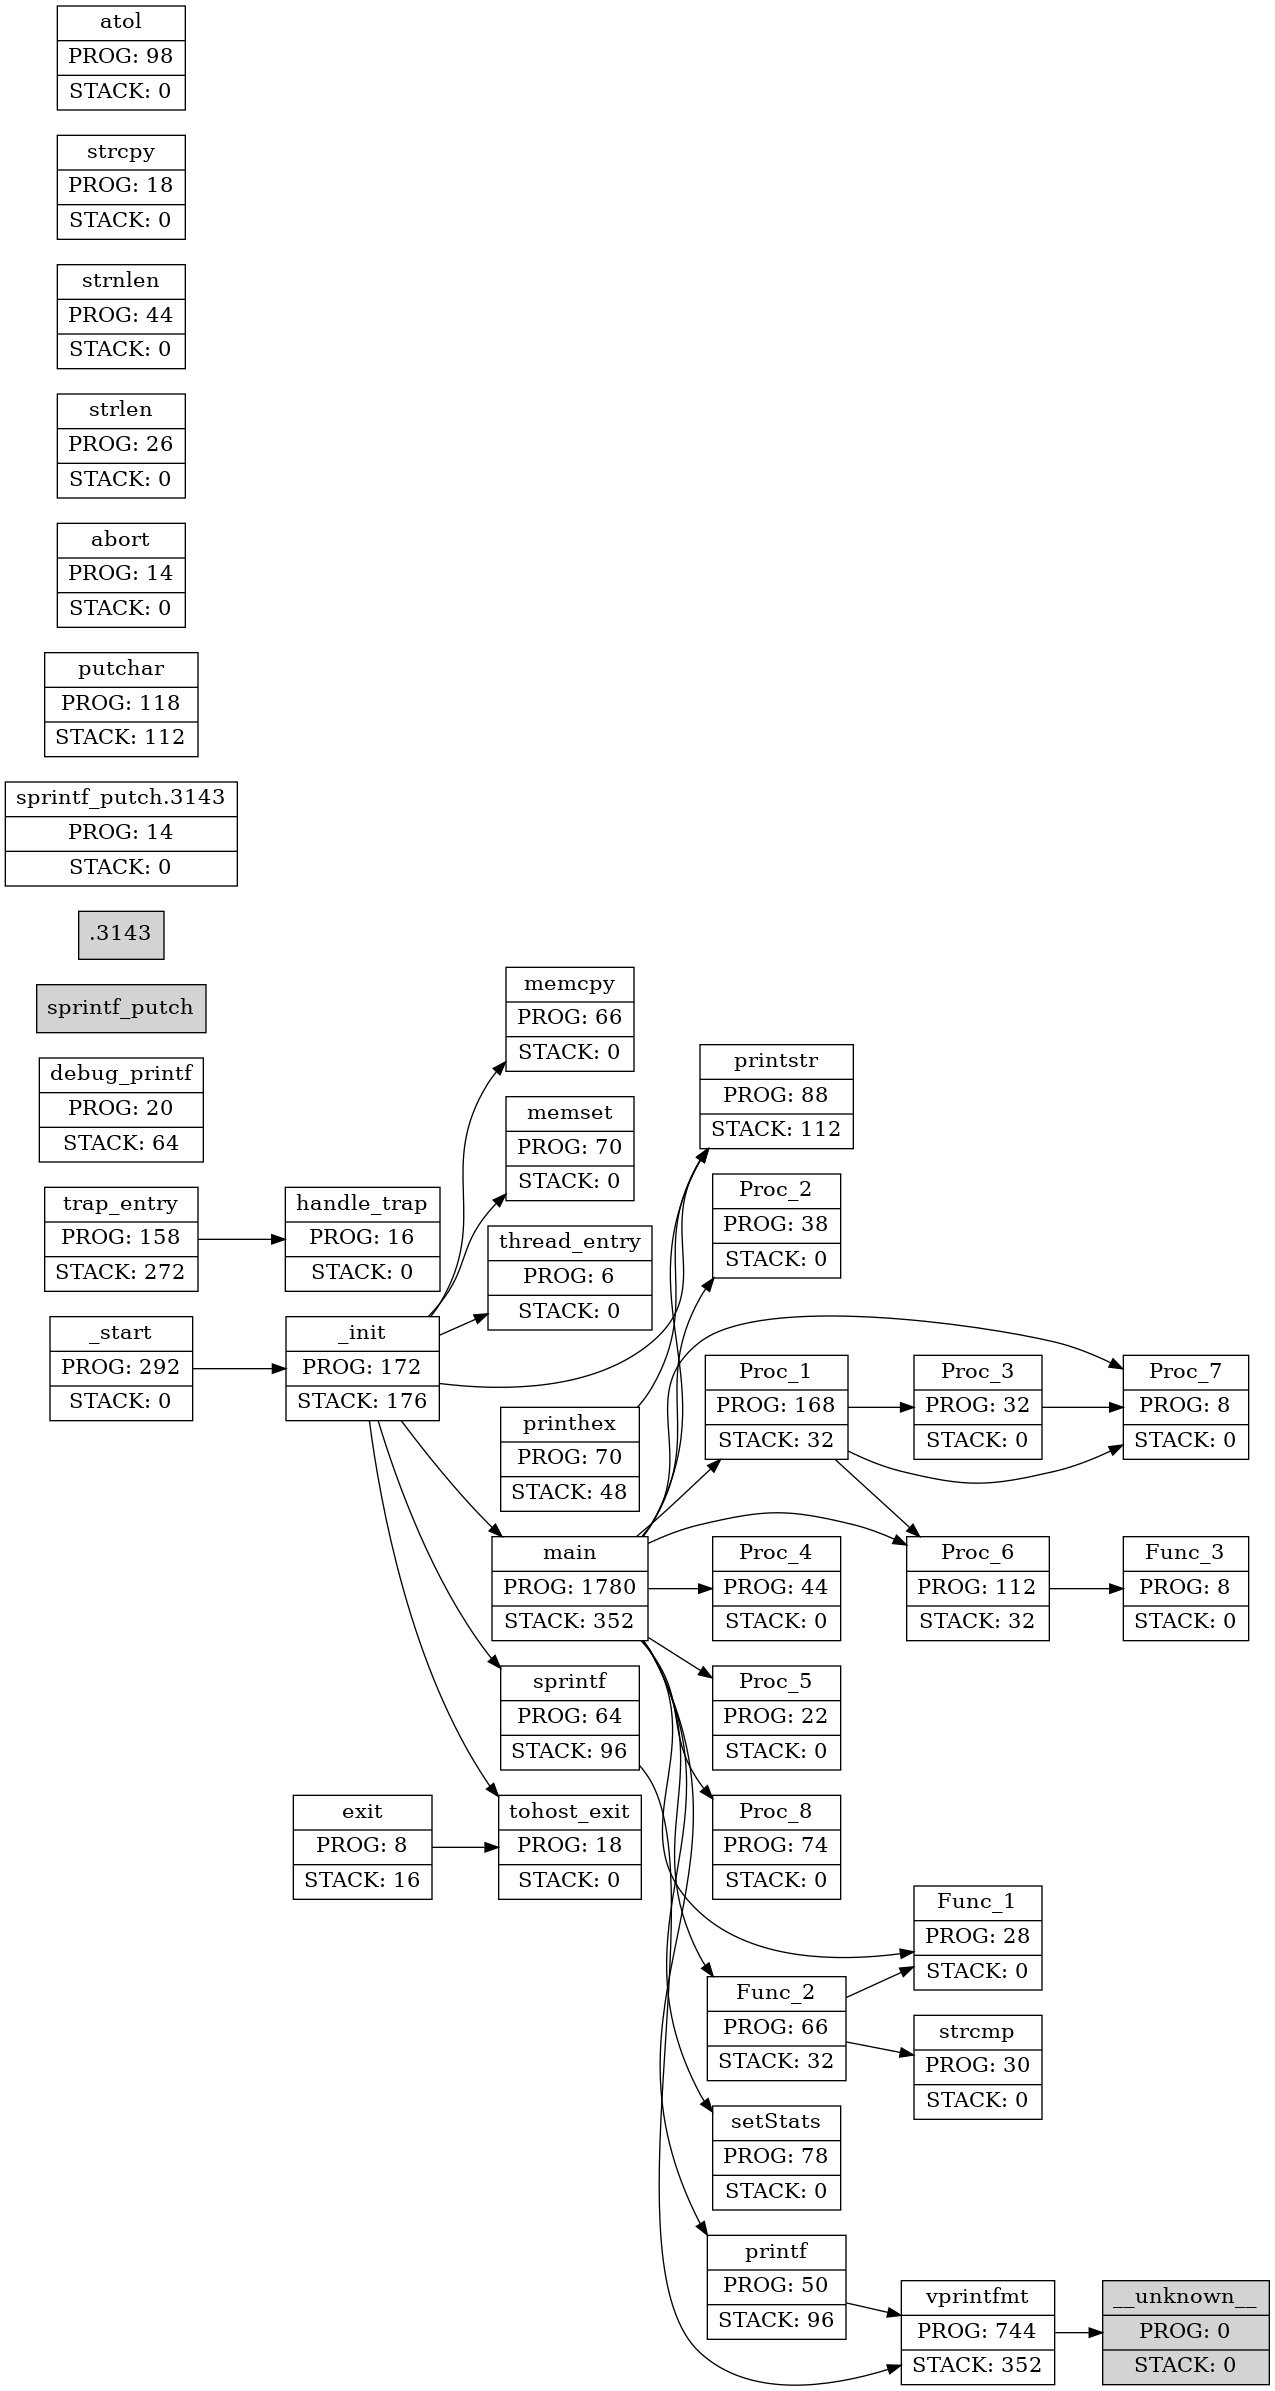 atol
PROG: 98
STACK: 0
strcpy
PROG: 18
STACK: 0
strnlen
PROG: 44
STACK: 0
strlen
PROG: 26
STACK: 0
abort
PROG: 14
STACK: 0
putchar
PROG: 118
STACK: 112
sprintf_putch.3143
PROG: 14
STACK: 0
.3143
sprintf_putch
debug_printf
PROG: 20
STACK: 64
trap_entry
PROG: 158
STACK: 272
_start
PROG: 292
STACK: 0
handle_trap
PROG: 16
STACK: 0
_init
PROG: 172
STACK: 176
exit
PROG: 8
STACK: 16
memcpy
PROG: 66
STACK: 0
memset
PROG: 70
STACK: 0
thread_entry
PROG: 6
STACK: 0
printhex
PROG: 70
STACK: 48
main
PROG: 1780
STACK: 352
sprintf
PROG: 64
STACK: 96
tohost_exit
PROG: 18
STACK: 0
printstr
PROG: 88
STACK: 112
Proc_2
PROG: 38
STACK: 0
Proc_1
PROG: 168
STACK: 32
Proc_4
PROG: 44
STACK: 0
Proc_5
PROG: 22
STACK: 0
Proc_8
PROG: 74
STACK: 0
Func_2
PROG: 66
STACK: 32
setStats
PROG: 78
STACK: 0
printf
PROG: 50
STACK: 96
Proc_3
PROG: 32
STACK: 0
Proc_6
PROG: 112
STACK: 32
Func_1
PROG: 28
STACK: 0
strcmp
PROG: 30
STACK: 0
vprintfmt
PROG: 744
STACK: 352
Proc_7
PROG: 8
STACK: 0
Func_3
PROG: 8
STACK: 0
__unknown__
PROG: 0
STACK: 0